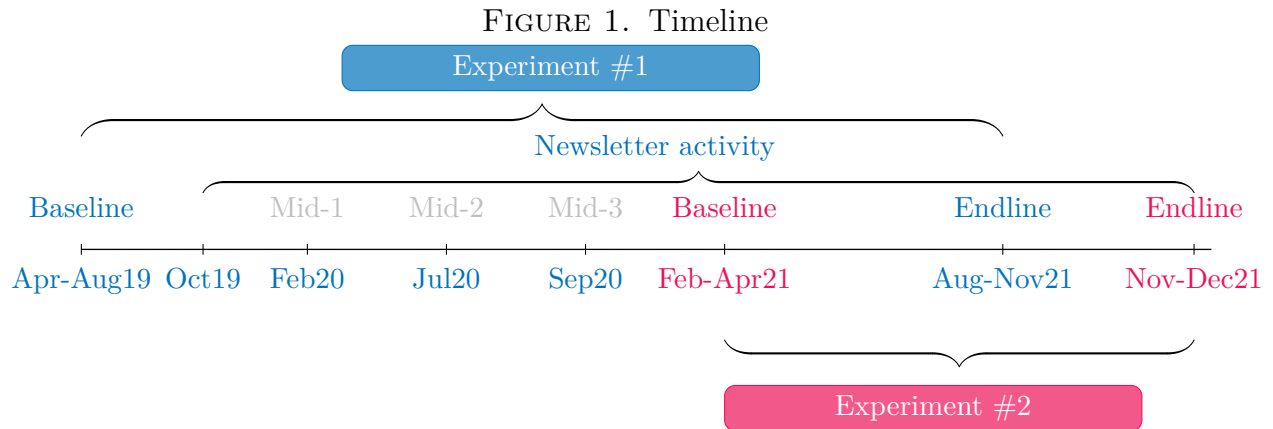 FIGURE 1. Timeline
Experiment #1
Newsletter activity
Baseline Mid-1 Mid-2 Mid-3 Baseline Endline Endline
Apr-Aug19 Oct19 Feb20 Jul20 Sep20 Feb-Apr21 Aug-Nov21 Nov-Dec21
Experiment #2